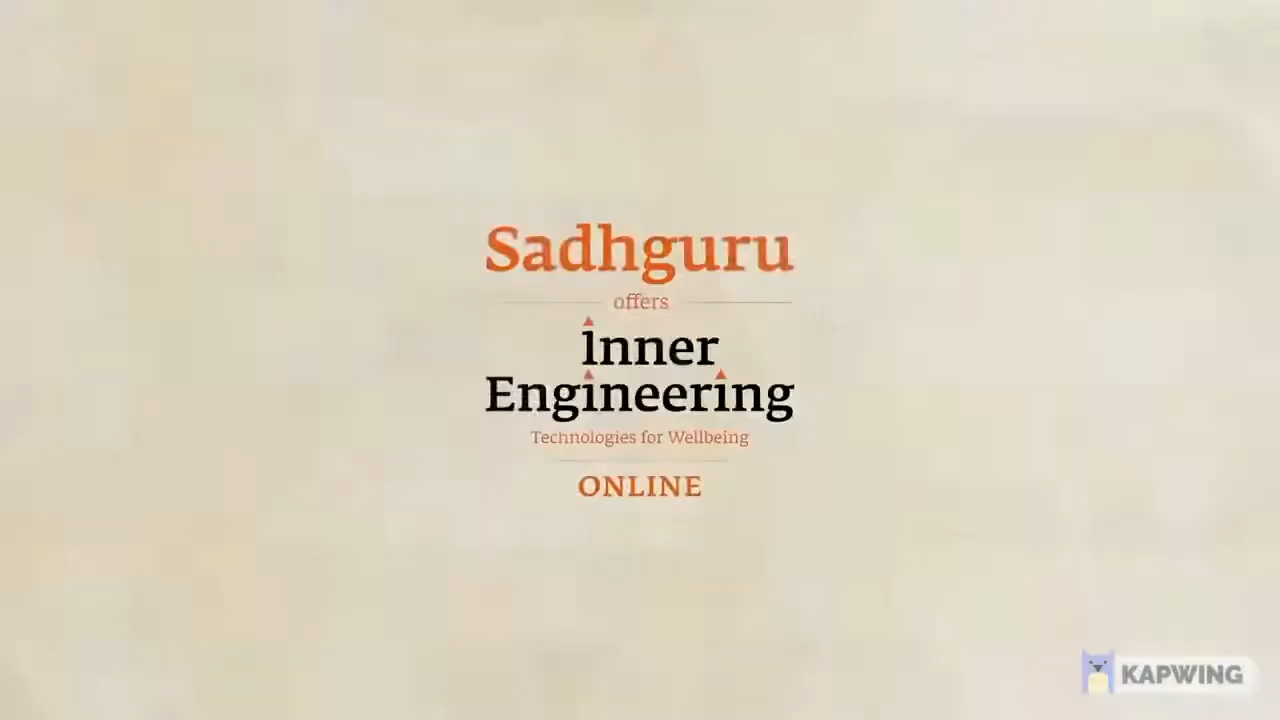 Sadhguru
offers
inner
Engineering
Technologies for Wellbeing
ONLINE
KAPWING